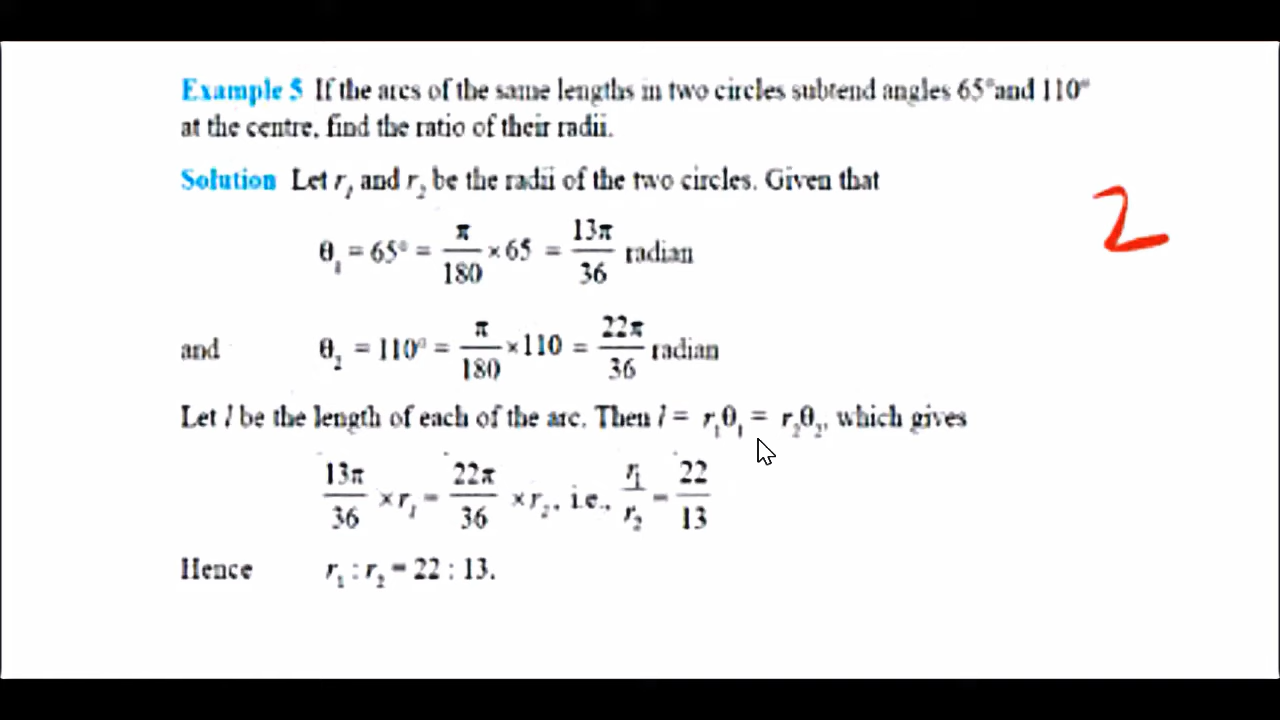 Example 5 If the arcs of the same lengths in two circles subtend angles 65°and 110°
at the centre, find the ratio of their radii.
Solution Let r₁ and r₂ be the radii of the two circles. Given that
θ₁ = 65° = π/180 × 65 = 13π/36 radian
2
and θ₂ = 110° = π/180 × 110 = 22π/36 radian
Let l be the length of each of the arc. Then l = r₁θ₁ = r₂θ₂, which gives
13π/36 × r₁ = 22π/36 × r₂, i.e., r₁/r₂ = 22/13
Hence r₁ : r₂ = 22 : 13.